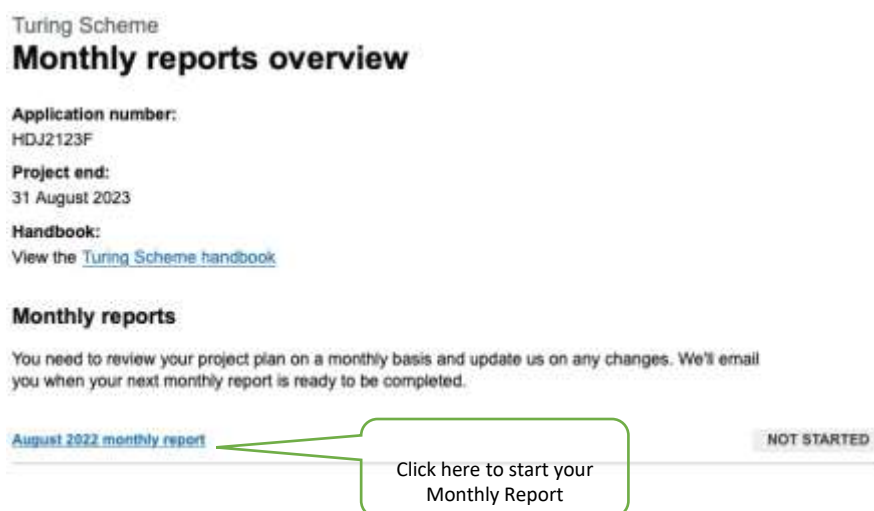 Turing Scheme
Monthly reports overview
Application number:
HDJ2123F
Project end:
31 August 2023
Handbook:
View the Turing Scheme handbook
Monthly reports
You need to review your project plan on a monthly basis and update us on any changes. We'll email
you when your next monthly report is ready to be completed.
August 2022 monthly report
NOT STARTED
Click here to start your
Monthly Report